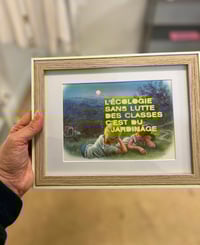 L'ÉCOLOGIE
SANS LUTTE
DES CLASSES
C'EST DU
JARDINAGE